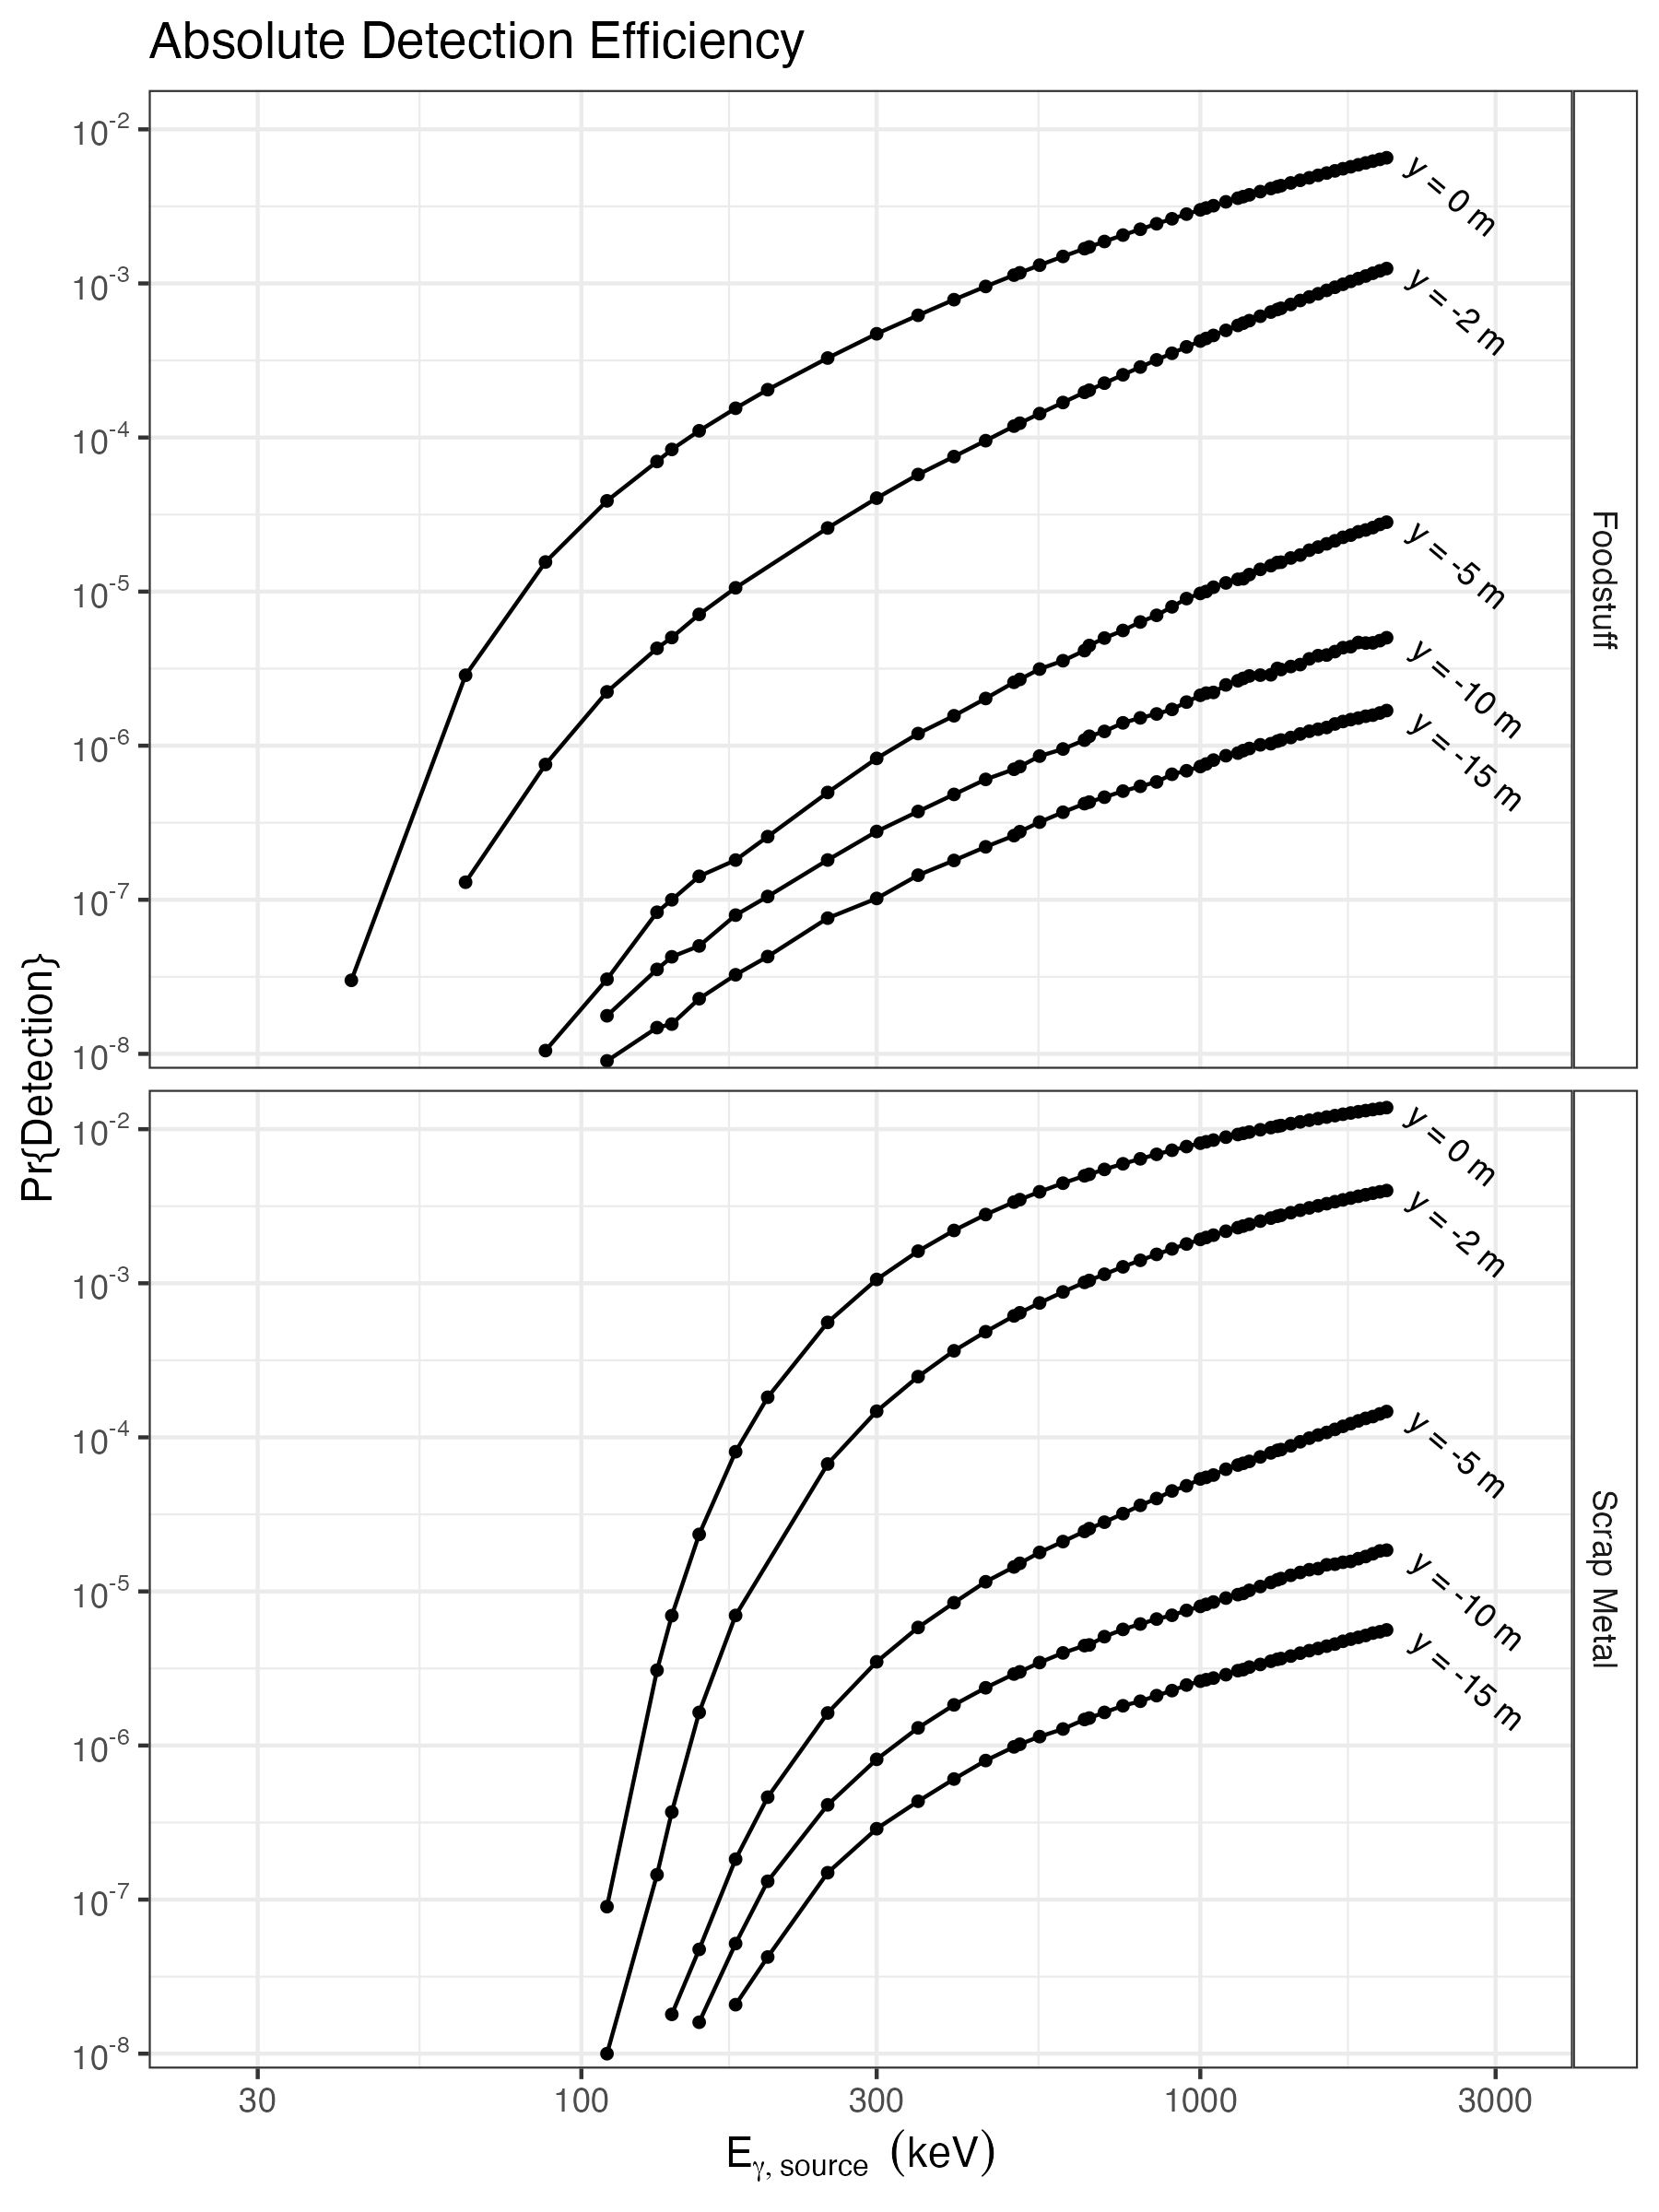 Absolute Detection Efficiency
Pr{Detection}
10-2
10-3
10-4
10-5
10-6
10-7
10-8
y = 0 m
y = -2 m
y = -5 m
y = -10 m
y = -15 m
Foodstuff
10-2
10-3
10-4
10-5
10-6
10-7
10-8
y = 0 m
y = -2 m
y = -5 m
y = -10 m
y = -15 m
Scrap Metal
30 100 300 1000 3000
Eγ, source (keV)